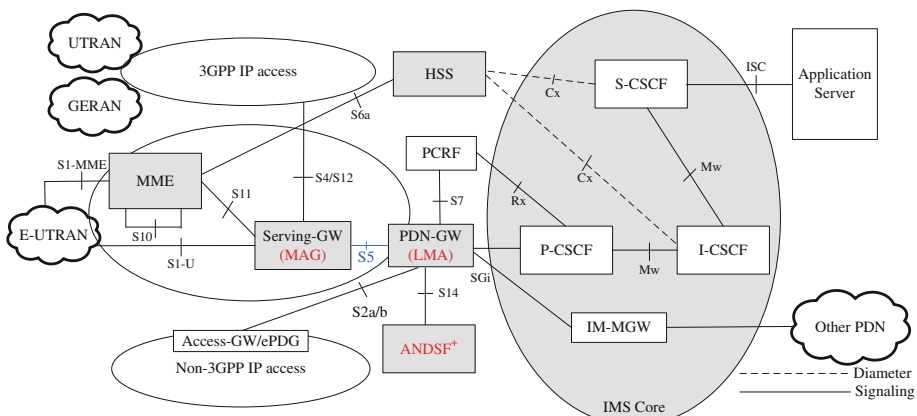 UTRAN
3GPP IP access
HSS
S-CSCF
ISC
Application
Server
GERAN
Cx
S6a
S1-MME
MME
PCRF
Cx
Mw
S11
S4/S12
S7
Rx
E-UTRAN
S10
Serving-GW
(MAG)
S5
PDN-GW
(LMA)
P-CSCF
Mw
I-CSCF
S1-U
SGi
S2a/b
S14
IM-MGW
Other PDN
Access-GW/ePDG
Non-3GPP IP access
ANDSF+
Diameter
Signaling
IMS Core